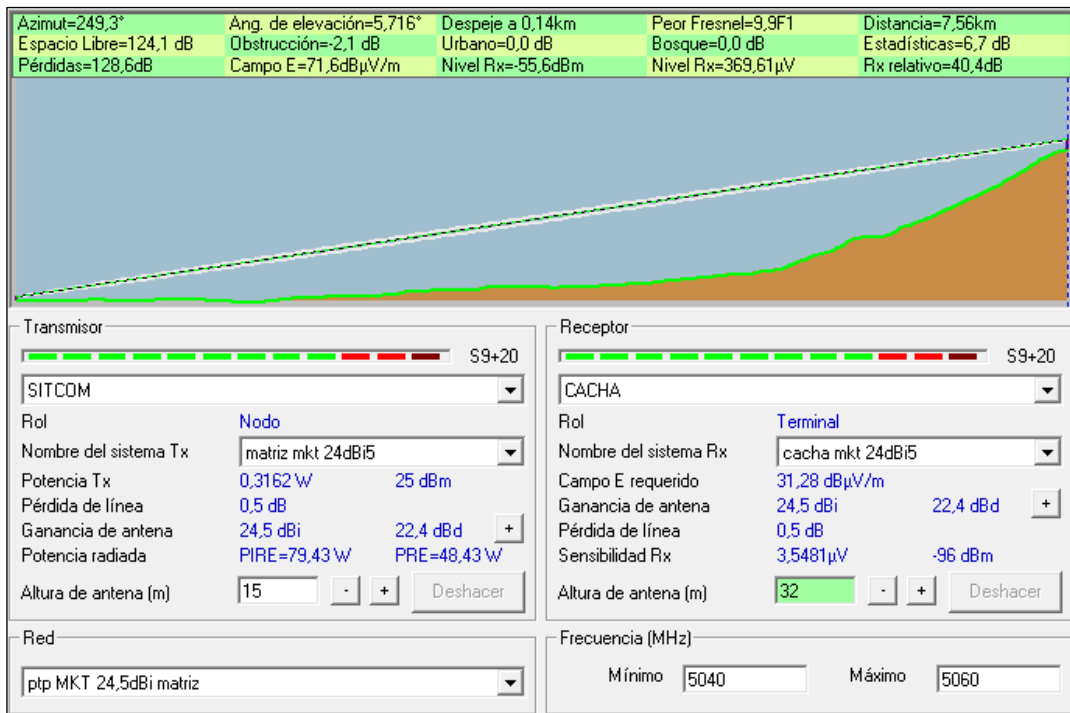 Azimut=249,3° Ang. de elevación=5,716° Despeje a 0,14km Peor Fresnel=9,9F1 Distancia=7,56km
Espacio Libre=124,1 dB Obstrucción=-2,1 dB Urbano=0,0 dB Bosque=0,0 dB Estadísticas=6,7 dB
Pérdidas=128,6dB Campo E=71,6dBµV/m Nivel Rx=-55,6dBm Nivel Rx=369,61µV Rx relativo=40,4dB
Transmisor
S9+20
SITCOM
Rol Nodo
Nombre del sistema Tx matriz mkt 24dBi5
Potencia Tx 0,3162 W 25 dBm
Pérdida de línea 0,5 dB
Ganancia de antena 24,5 dBi 22,4 dBd +
Potencia radiada PIRE=79,43 W PRE=48,43 W
Altura de antena (m) 15 - + Deshacer
Receptor
S9+20
CACHA
Rol Terminal
Nombre del sistema Rx cacha mkt 24dBi5
Campo E requerido 31,28 dBµV/m
Ganancia de antena 24,5 dBi 22,4 dBd +
Pérdida de línea 0,5 dB
Sensibilidad Rx 3,5481µV -96 dBm
Altura de antena (m) 32 - + Deshacer
Red
ptp MKT 24,5dBi matriz
Frecuencia (MHz)
Mínimo 5040 Máximo 5060